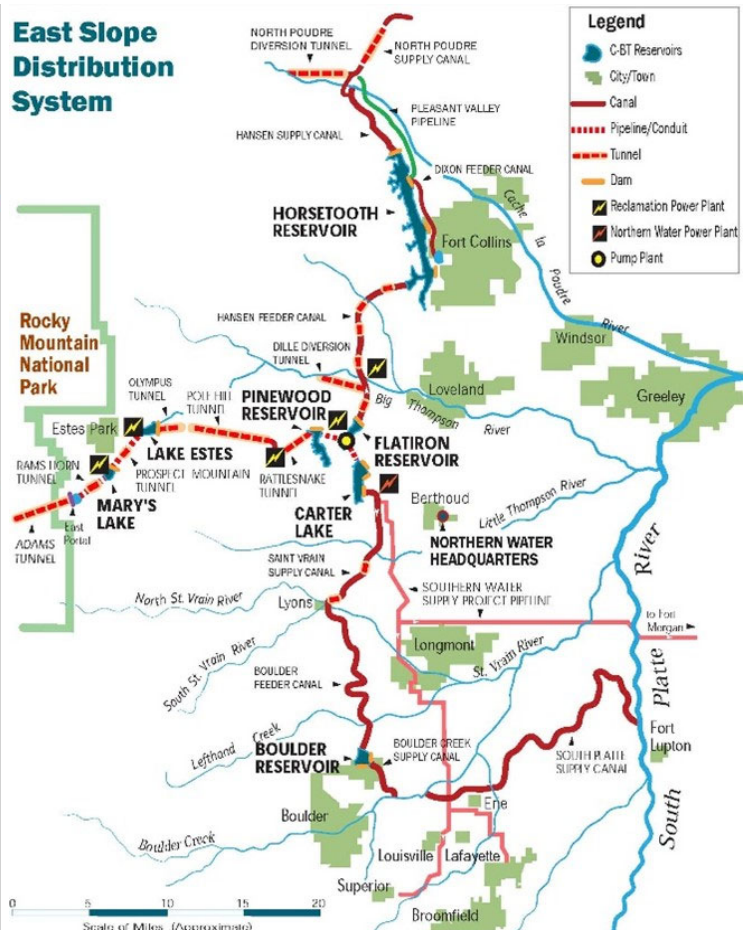 East Slope
Distribution
System
NORTH POUDRE
DIVERSION TUNNEL
NORTH POUDRE
SUPPLY CANAL
PLEASANT VALLEY
PIPELINE
HANSEN SUPPLY CANAL
DIXON FEEDER CANAL
HORSETOOTH
RESERVOIR
Fort Collins
Cache la
Poudre
River
Legend
C-BT Reservoirs
City/Town
Canal
Pipeline/Conduit
Tunnel
Dam
Reclamation Power Plant
Northern Water Power Plant
Pump Plant
Rocky
Mountain
National
Park
HANSEN FEEDER CANAL
DILLE DIVERSION
TUNNEL
Windsor
Greeley
Loveland
Big Thompson
River
OLYMPUS
TUNNEL
POLE HILL
TUNNEL
PINEWOOD
RESERVOIR
Estes Park
LAKE ESTES
FLATIRON
RESERVOIR
RAMS HORN
TUNNEL
PROSPECT MOUNTAIN
TUNNEL
RATTLESNAKE
TUNNEL
MARY'S
LAKE
East
Portal
ADAMS
TUNNEL
CARTER
LAKE
Berthoud
Little Thompson River
NORTHERN WATER
HEADQUARTERS
SAINT VRAIN
SUPPLY CANAL
SOUTHERN WATER
SUPPLY PROJECT PIPELINE
North St. Vrain River
Lyons
to Fort
Morgan
Longmont
St. Vrain River
South St. Vrain River
BOULDER
FEEDER CANAL
Lefthand Creek
BOULDER
RESERVOIR
BOULDER CREEK
SUPPLY CANAL
SOUTH PLATTE
SUPPLY CANAL
Fort
Lupton
South Platte River
Boulder
Erie
Boulder Creek
Louisville
Lafayette
Superior
Broomfield
0 5 10 15 20
Scale of Miles (Approximate)